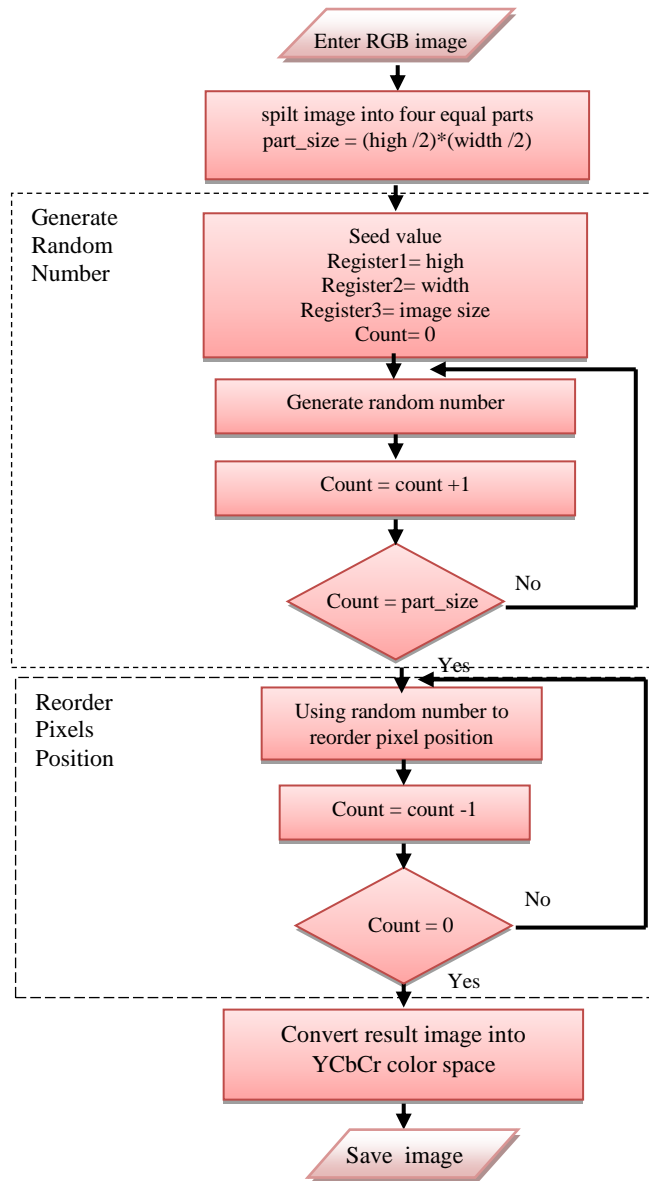 Enter RGB image
spilt image into four equal parts
part_size = (high /2)*(width /2)
Generate
Random
Number
Seed value
Register1= high
Register2= width
Register3= image size
Count= 0
Generate random number
Count = count +1
Count = part_size
No
Yes
Reorder
Pixels
Position
Using random number to
reorder pixel position
Count = count -1
Count = 0
No
Yes
Convert result image into
YCbCr color space
Save image